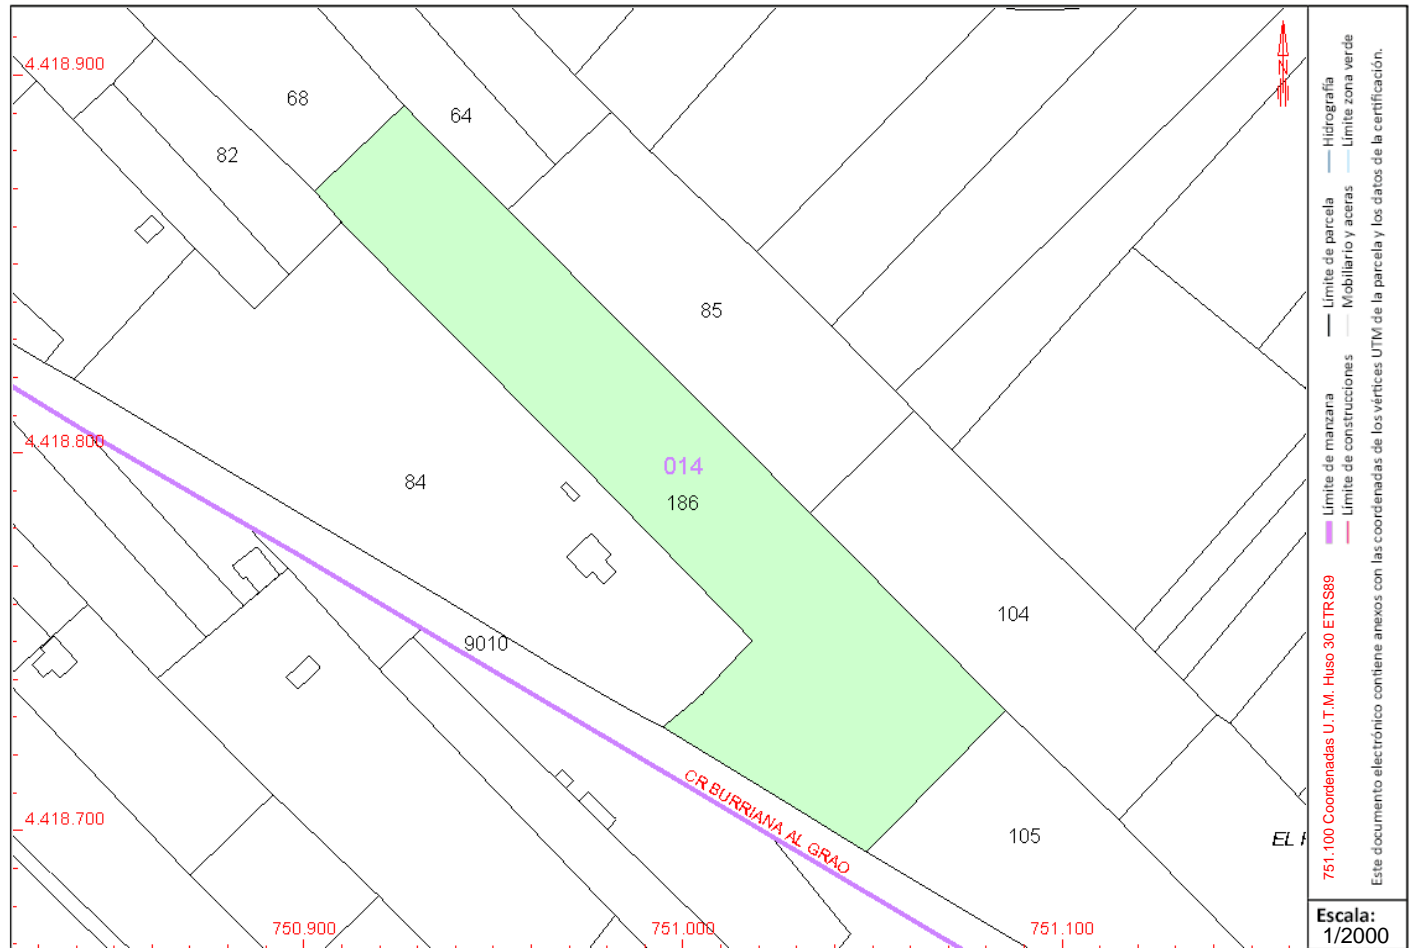 4.418.900
68
64
82
85
4.418.800
014
84
186
104
9010
CR BURRIANA AL GRAO
4.418.700
105
EL
750.900
751.000
751.100
N
751.100 Coordenadas U.T.M. Huso 30 ETRS89
Límite de manzana
Límite de parcela
Hidrografía
Límite de construcciones
Mobiliario y aceras
Límite zona verde
Este documento electrónico contiene anexos con las coordenadas de los vértices UTM de la parcela y los datos de la certificación.
Escala:
1/2000